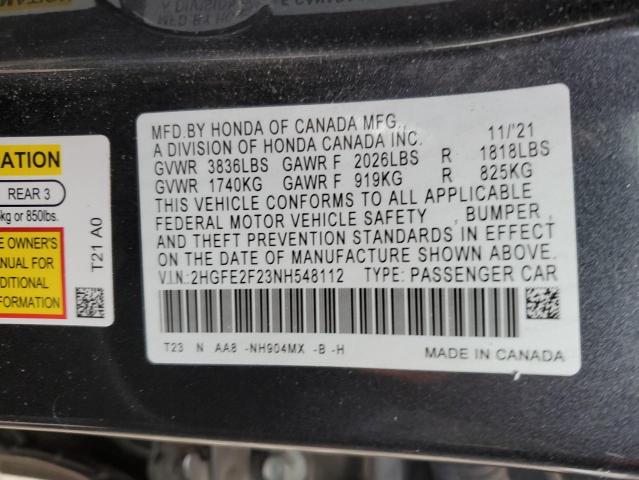 MFD.BY HONDA OF CANADA MFG., 11/'21
A DIVISION OF HONDA CANADA INC.
GVWR 3836LBS GAWR F 2026LBS R 1818LBS
GVWR 1740KG GAWR F 919KG R 825KG
THIS VEHICLE CONFORMS TO ALL APPLICABLE
FEDERAL MOTOR VEHICLE SAFETY , BUMPER ,
AND THEFT PREVENTION STANDARDS IN EFFECT
ON THE DATE OF MANUFACTURE SHOWN ABOVE.
V.I.N.:2HGFE2F23NH548112 TYPE: PASSENGER CAR
T23 N AA8 -NH904MX -B -H
MADE IN CANADA
ATION
REAR 3
kg or 850lbs.
E OWNER'S
ANUAL FOR
DITIONAL
FORMATION
T21 A0